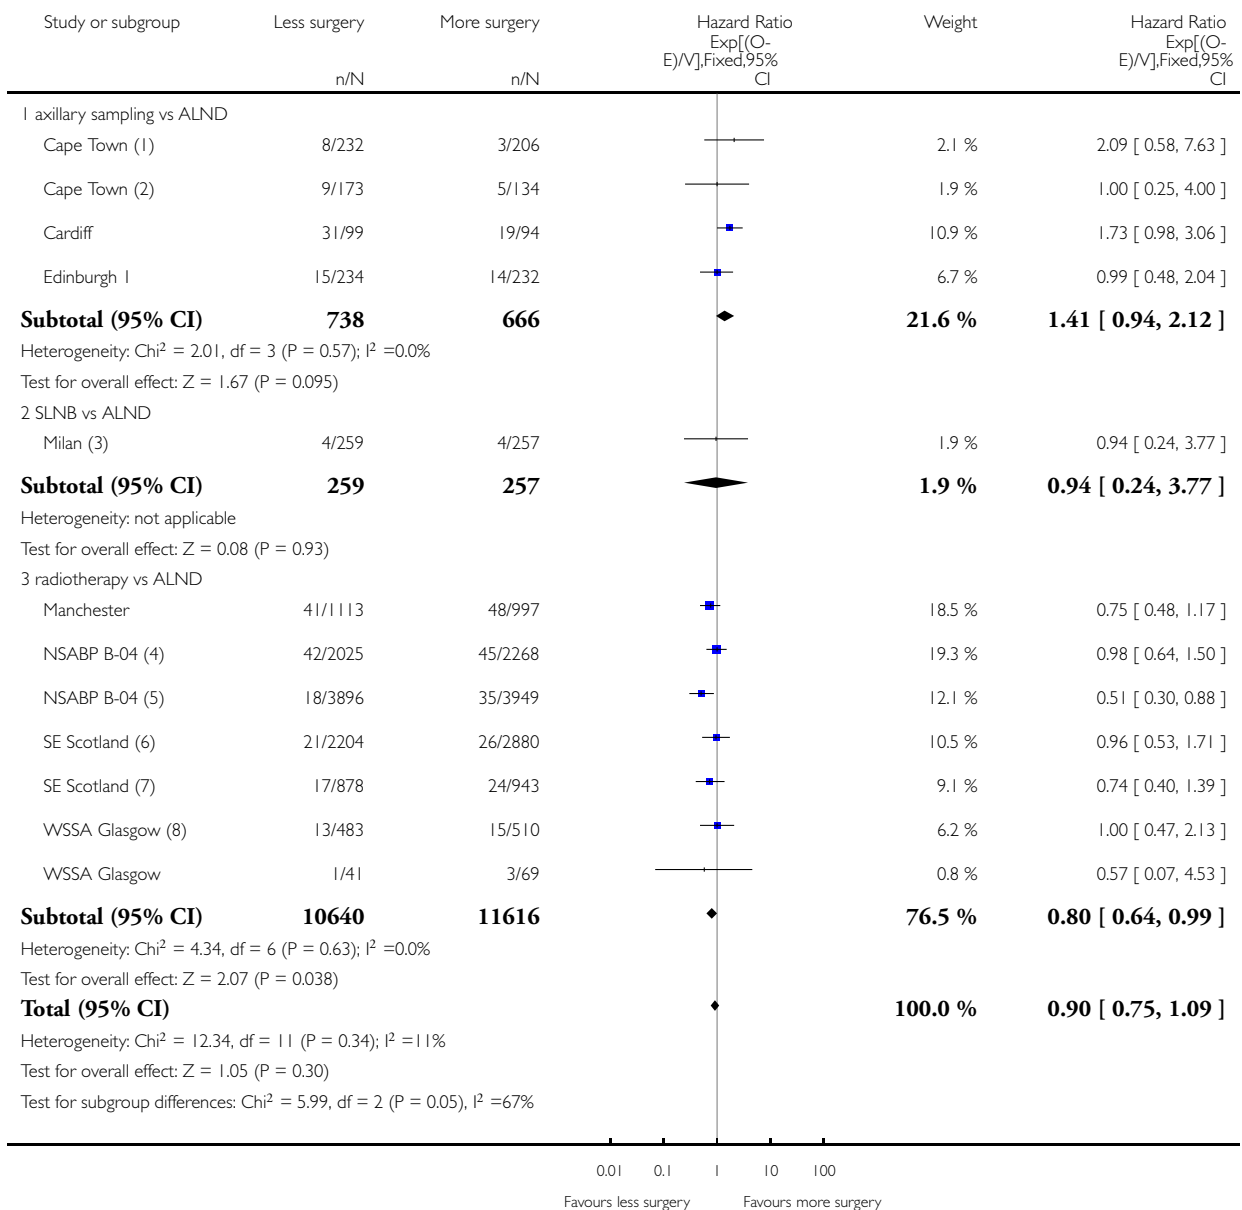 Study or subgroup Less surgery More surgery Hazard Ratio Weight Hazard Ratio
Exp[(O- Exp[(O-
E)/V],Fixed,95% E)/V],Fixed,95%
n/N n/N CI CI
1 axillary sampling vs ALND
Cape Town (1) 8/232 3/206 2.1 % 2.09 [ 0.58, 7.63 ]
Cape Town (2) 9/173 5/134 1.9 % 1.00 [ 0.25, 4.00 ]
Cardiff 31/99 19/94 10.9 % 1.73 [ 0.98, 3.06 ]
Edinburgh 1 15/234 14/232 6.7 % 0.99 [ 0.48, 2.04 ]
Subtotal (95% CI) 738 666 21.6 % 1.41 [ 0.94, 2.12 ]
Heterogeneity: Chi² = 2.01, df = 3 (P = 0.57); I² =0.0%
Test for overall effect: Z = 1.67 (P = 0.095)
2 SLNB vs ALND
Milan (3) 4/259 4/257 1.9 % 0.94 [ 0.24, 3.77 ]
Subtotal (95% CI) 259 257 1.9 % 0.94 [ 0.24, 3.77 ]
Heterogeneity: not applicable
Test for overall effect: Z = 0.08 (P = 0.93)
3 radiotherapy vs ALND
Manchester 41/1113 48/997 18.5 % 0.75 [ 0.48, 1.17 ]
NSABP B-04 (4) 42/2025 45/2268 19.3 % 0.98 [ 0.64, 1.50 ]
NSABP B-04 (5) 18/3896 35/3949 12.1 % 0.51 [ 0.30, 0.88 ]
SE Scotland (6) 21/2204 26/2880 10.5 % 0.96 [ 0.53, 1.71 ]
SE Scotland (7) 17/878 24/943 9.1 % 0.74 [ 0.40, 1.39 ]
WSSA Glasgow (8) 13/483 15/510 6.2 % 1.00 [ 0.47, 2.13 ]
WSSA Glasgow 1/41 3/69 0.8 % 0.57 [ 0.07, 4.53 ]
Subtotal (95% CI) 10640 11616 76.5 % 0.80 [ 0.64, 0.99 ]
Heterogeneity: Chi² = 4.34, df = 6 (P = 0.63); I² =0.0%
Test for overall effect: Z = 2.07 (P = 0.038)
Total (95% CI) 100.0 % 0.90 [ 0.75, 1.09 ]
Heterogeneity: Chi² = 12.34, df = 11 (P = 0.34); I² =11%
Test for overall effect: Z = 1.05 (P = 0.30)
Test for subgroup differences: Chi² = 5.99, df = 2 (P = 0.05), I² =67%
0.01 0.1 1 10 100
Favours less surgery Favours more surgery